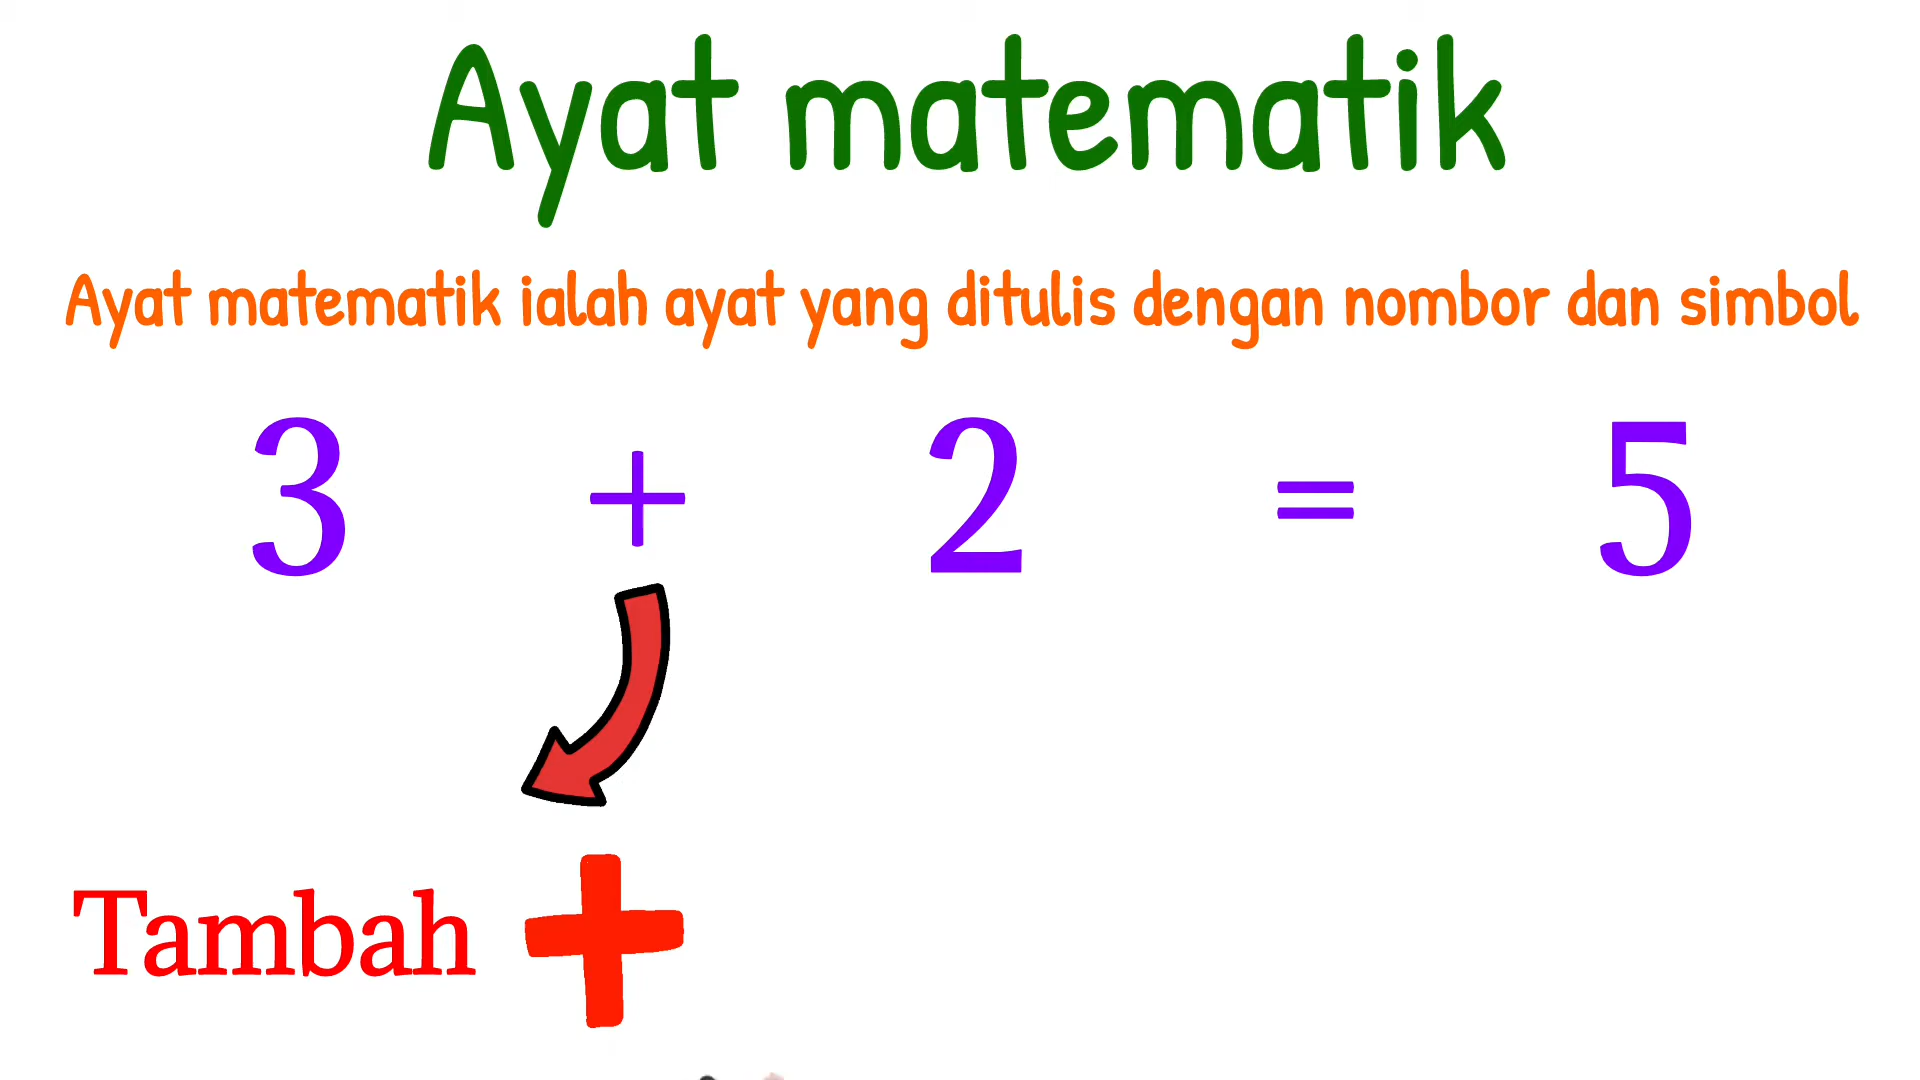 Ayat matematik
Ayat matematik ialah ayat yang ditulis dengan nombor dan simbol
3 + 2 = 5
Tambah +